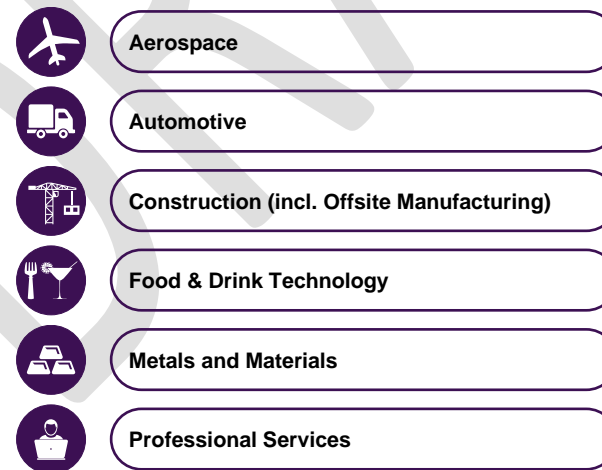 Aerospace
Automotive
Construction (incl. Offsite Manufacturing)
Food & Drink Technology
Metals and Materials
Professional Services